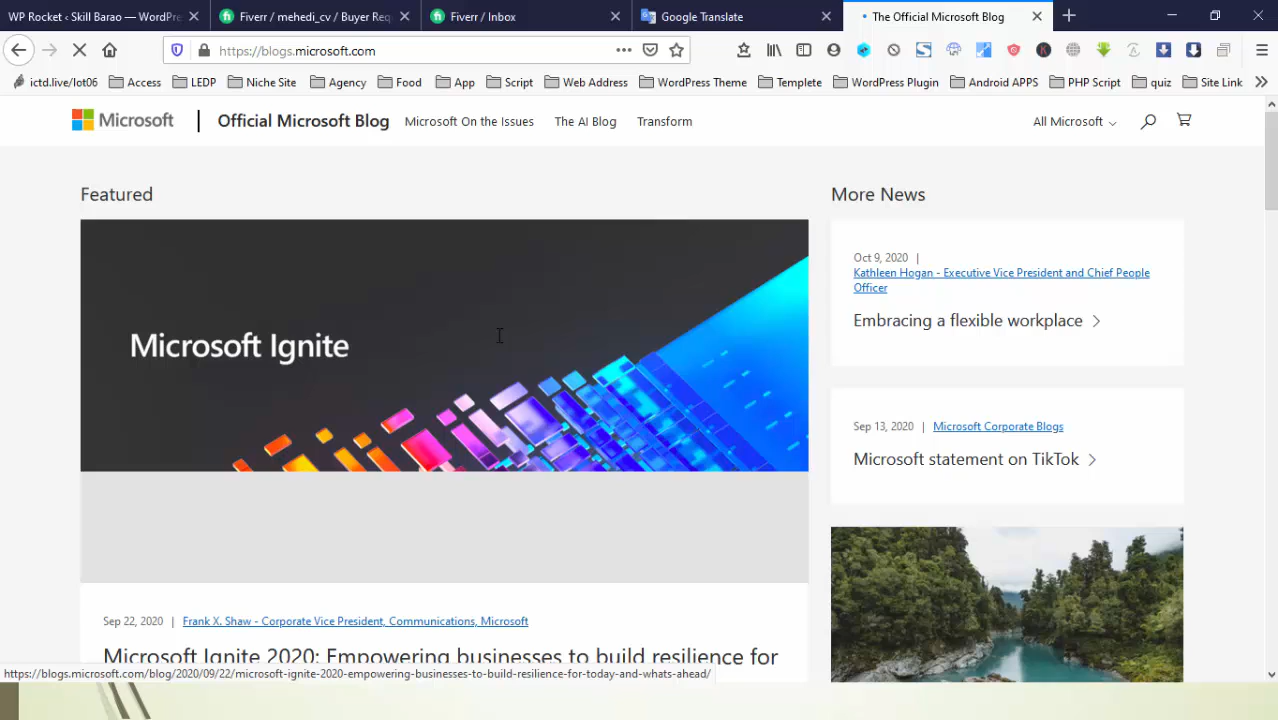 WP Rocket ‹ Skill Barao — WordPre
Fiverr / mehedi_cv / Buyer Req
Fiverr / Inbox
Google Translate
The Official Microsoft Blog
https://blogs.microsoft.com
ictd.live/lot06
Access
LEDP
Niche Site
Agency
Food
App
Script
Web Address
WordPress Theme
Templete
WordPress Plugin
Android APPS
PHP Script
quiz
Site Link
Microsoft
Official Microsoft Blog
Microsoft On the Issues
The AI Blog
Transform
All Microsoft
Featured
Microsoft Ignite
Sep 22, 2020 | Frank X. Shaw - Corporate Vice President, Communications, Microsoft
Microsoft Ignite 2020: Empowering businesses to build resilience for
More News
Oct 9, 2020 |
Kathleen Hogan - Executive Vice President and Chief People
Officer
Embracing a flexible workplace
Sep 13, 2020 | Microsoft Corporate Blogs
Microsoft statement on TikTok
https://blogs.microsoft.com/blog/2020/09/22/microsoft-ignite-2020-empowering-businesses-to-build-resilience-for-today-and-whats-ahead/